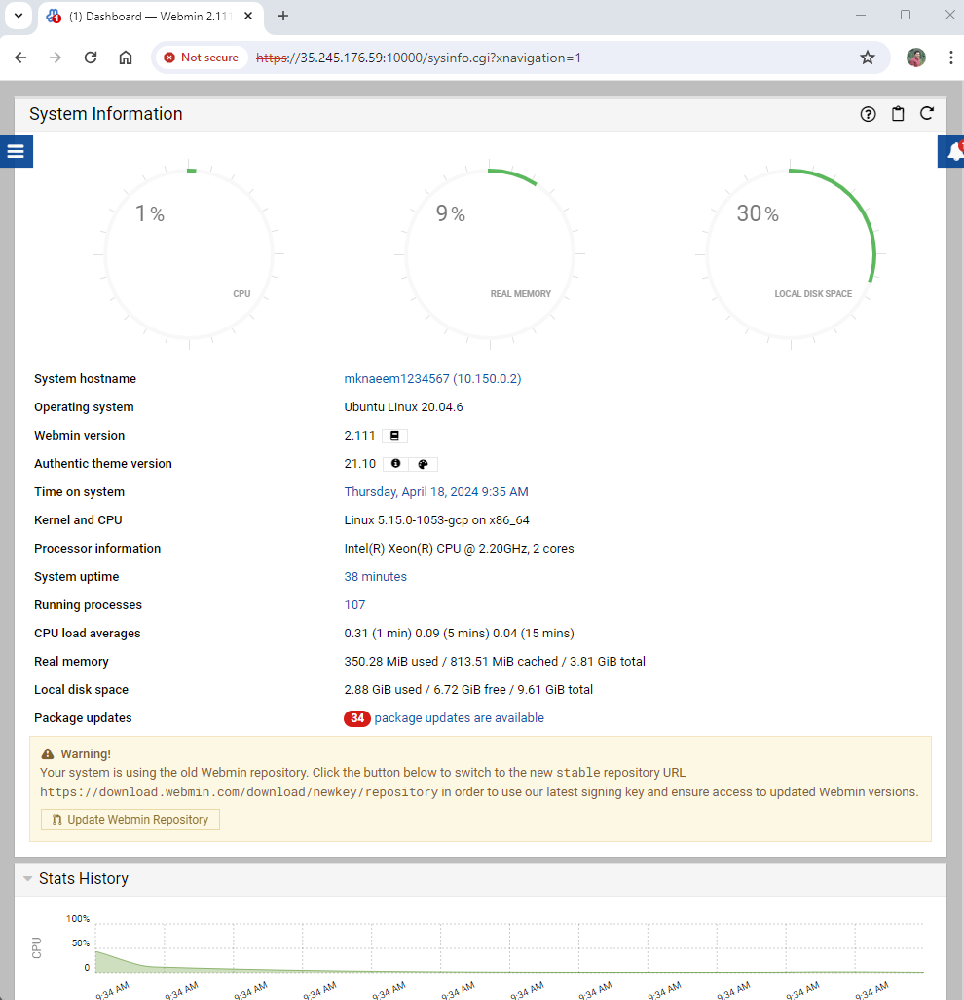 (1) Dashboard — Webmin 2.11
Not secure https://35.245.176.59:10000/sysinfo.cgi?xnavigation=1
System Information
1% CPU
9% REAL MEMORY
30% LOCAL DISK SPACE
System hostname mknaeem1234567 (10.150.0.2)
Operating system Ubuntu Linux 20.04.6
Webmin version 2.111
Authentic theme version 21.10
Time on system Thursday, April 18, 2024 9:35 AM
Kernel and CPU Linux 5.15.0-1053-gcp on x86_64
Processor information Intel(R) Xeon(R) CPU @ 2.20GHz, 2 cores
System uptime 38 minutes
Running processes 107
CPU load averages 0.31 (1 min) 0.09 (5 mins) 0.04 (15 mins)
Real memory 350.28 MiB used / 813.51 MiB cached / 3.81 GiB total
Local disk space 2.88 GiB used / 6.72 GiB free / 9.61 GiB total
Package updates 34 package updates are available
Warning!
Your system is using the old Webmin repository. Click the button below to switch to the new stable repository URL
https://download.webmin.com/download/newkey/repository in order to use our latest signing key and ensure access to updated Webmin versions.
Update Webmin Repository
Stats History
CPU
100%
50%
0
9:34 AM 9:34 AM 9:34 AM 9:34 AM 9:34 AM 9:34 AM 9:34 AM 9:34 AM 9:34 AM 9:34 AM 9:34 AM 9:34 AM